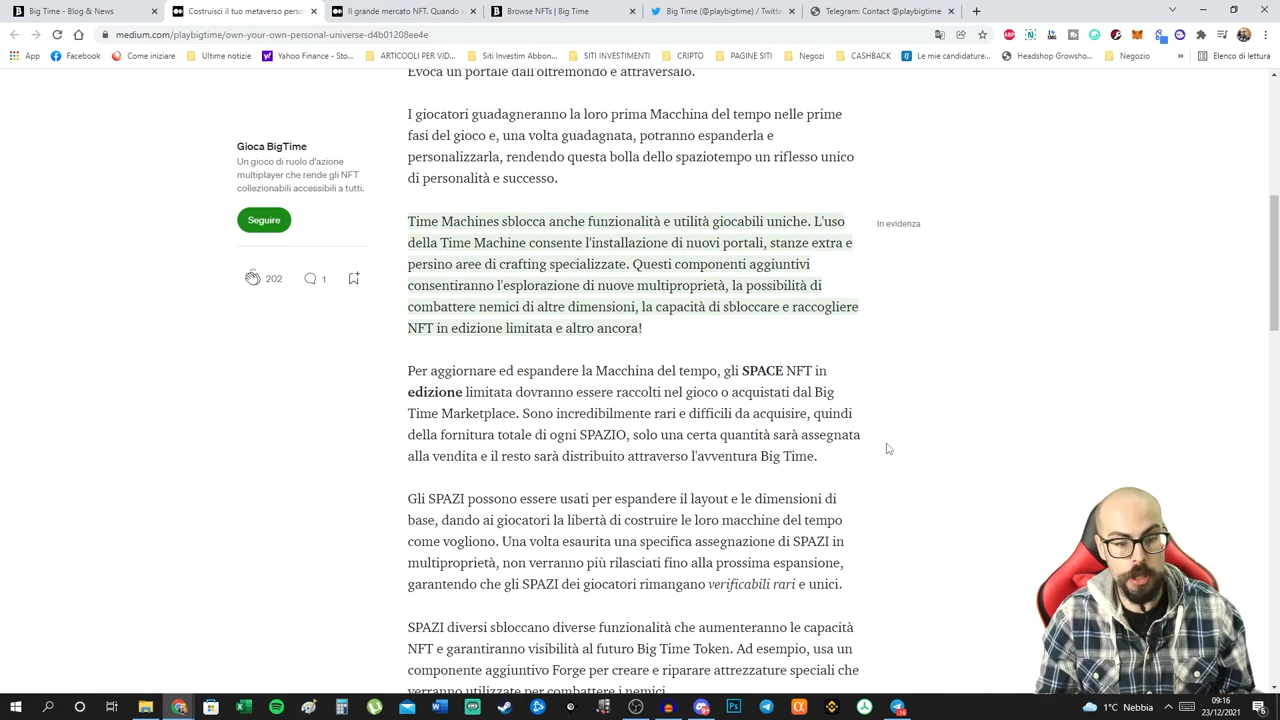 Big Time - Blog & News
Costruisci il tuo metaverso perso
Il grande mercato NFT. Quando s
Browse NFTs | Big Time
Big Time (@playbigtime) / Twitte
Telegram: Contact @playbigtime
medium.com/playbigtime/own-your-own-personal-universe-d4b01208ee4e
App
Facebook
Come iniziare
Ultime notizie
Yahoo Finance - Sto...
ARTICOOLI PER VID...
Siti Investim Abbon...
SITI INVESTIMENTI
CRIPTO
PAGINE SITI
Negozi
CASHBACK
Le mie candidature...
Headshop Growsho...
Negozio
Elenco di lettura
Evoca un portale dall'oltremondo e attraversalo.
I giocatori guadagneranno la loro prima Macchina del tempo nelle prime
fasi del gioco e, una volta guadagnata, potranno espanderla e
personalizzarla, rendendo questa bolla dello spaziotempo un riflesso unico
di personalità e successo.
Gioca BigTime
Un gioco di ruolo d'azione
multiplayer che rende gli NFT
collezionabili accessibili a tutti.
Seguire
202
1
Time Machines sblocca anche funzionalità e utilità giocabili uniche. L'uso
della Time Machine consente l'installazione di nuovi portali, stanze extra e
persino aree di crafting specializzate. Questi componenti aggiuntivi
consentiranno l'esplorazione di nuove multiproprietà, la possibilità di
combattere nemici di altre dimensioni, la capacità di sbloccare e raccogliere
NFT in edizione limitata e altro ancora!
In evidenza
Per aggiornare ed espandere la Macchina del tempo, gli SPACE NFT in
edizione limitata dovranno essere raccolti nel gioco o acquistati dal Big
Time Marketplace. Sono incredibilmente rari e difficili da acquisire, quindi
della fornitura totale di ogni SPAZIO, solo una certa quantità sarà assegnata
alla vendita e il resto sarà distribuito attraverso l'avventura Big Time.
Gli SPAZI possono essere usati per espandere il layout e le dimensioni di
base, dando ai giocatori la libertà di costruire le loro macchine del tempo
come vogliono. Una volta esaurita una specifica assegnazione di SPAZI in
multiproprietà, non verranno più rilasciati fino alla prossima espansione,
garantendo che gli SPAZI dei giocatori rimangano verificabili rari e unici.
SPAZI diversi sbloccano diverse funzionalità che aumenteranno le capacità
NFT e garantiranno visibilità al futuro Big Time Token. Ad esempio, usa un
componente aggiuntivo Forge per creare e riparare attrezzature speciali che
verranno utilizzate per combattere i nemici.
1°C Nebbia
09:16
23/12/2021